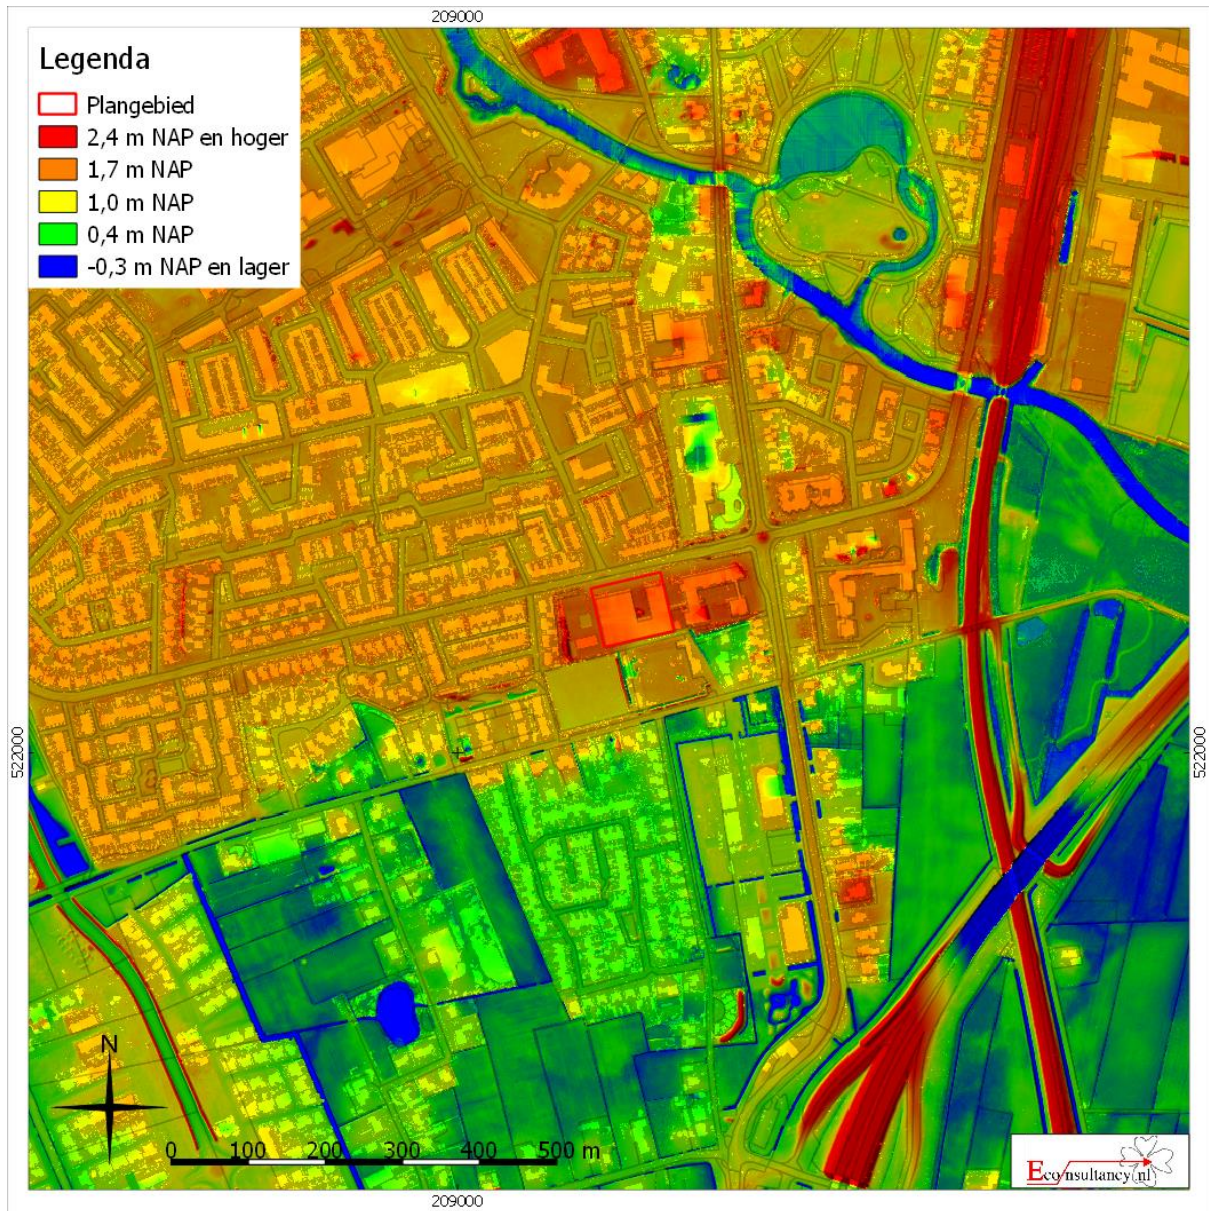 209000
Legenda
Plangebied
2,4 m NAP en hoger
1,7 m NAP
1,0 m NAP
0,4 m NAP
-0,3 m NAP en lager
522000
522000
N
0 100 200 300 400 500 m
Econsultancy.nl
209000